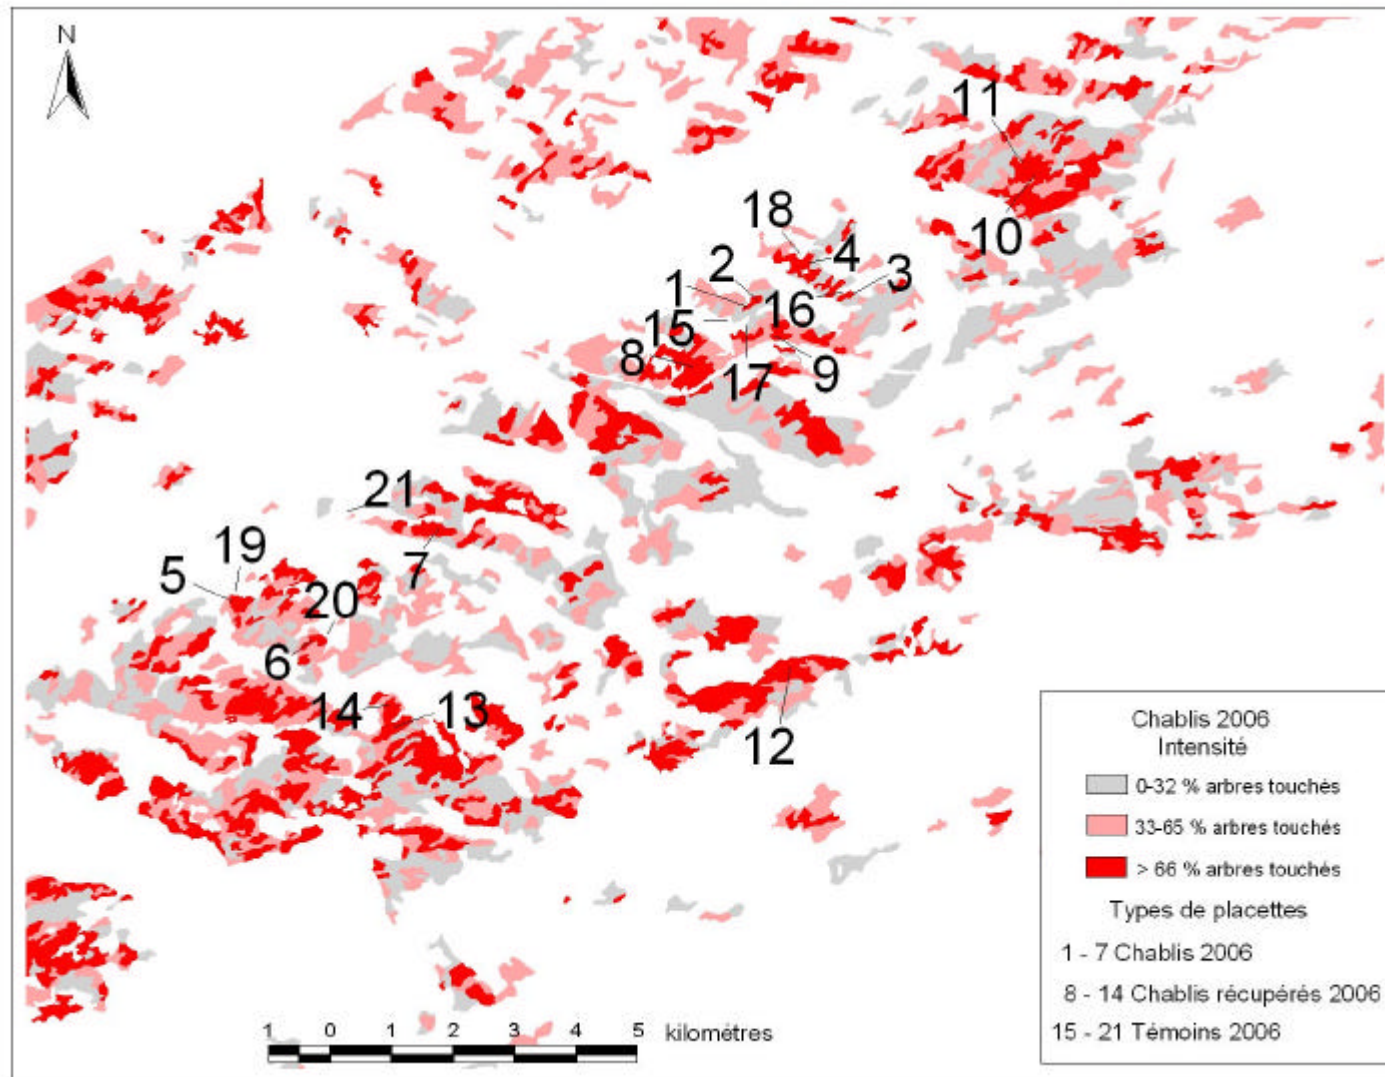 N
11
10
18
4
2
3
1
16
15
8
17
9
21
19
7
5
20
6
14
13
12
Chablis 2006
Intensité
0-32 % arbres touchés
33-65 % arbres touchés
> 66 % arbres touchés
Types de placettes
1 - 7 Chablis 2006
8 - 14 Chablis récupérés 2006
15 - 21 Témoins 2006
1 0 1 2 3 4 5 kilométres